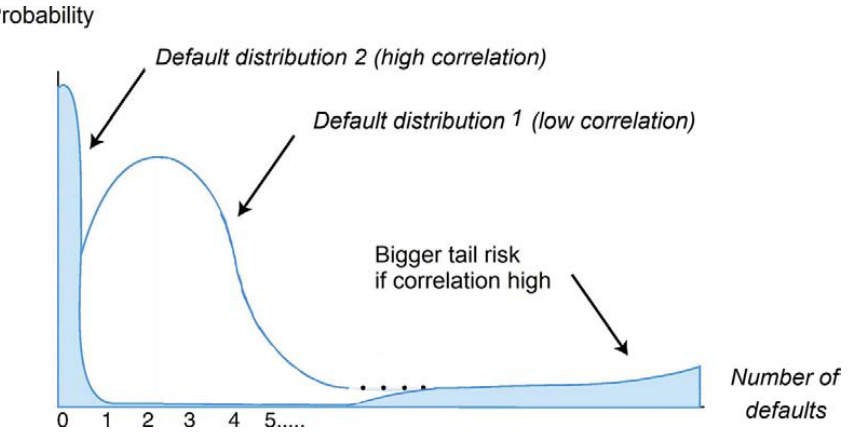 Probability
Default distribution 2 (high correlation)
Default distribution 1 (low correlation)
Bigger tail risk
if correlation high
Number of
defaults
0 1 2 3 4 5.....